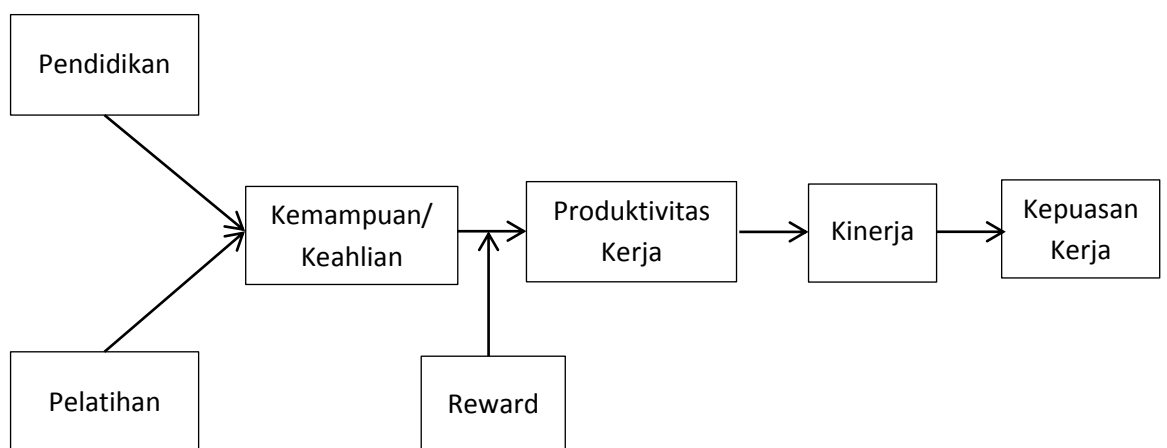 Pendidikan
Kemampuan/
Keahlian
Produktivitas
Kerja
Kinerja
Kepuasan
Kerja
Pelatihan
Reward